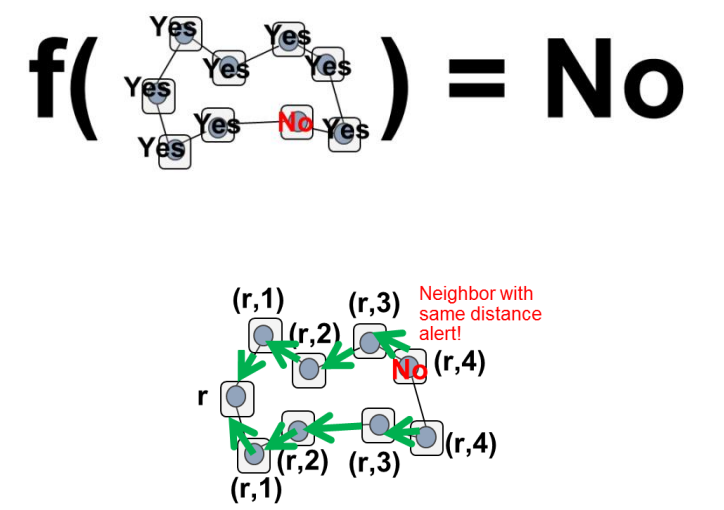 Yes
Yes
Yes
Yes
Yes
f(
) = No
Yes
No
Yes
Yes
Neighbor with
same distance
alert!
(r,1)
(r,3)
(r,2)
No
(r,4)
r
(r,4)
(r,2)
(r,3)
(r,1)